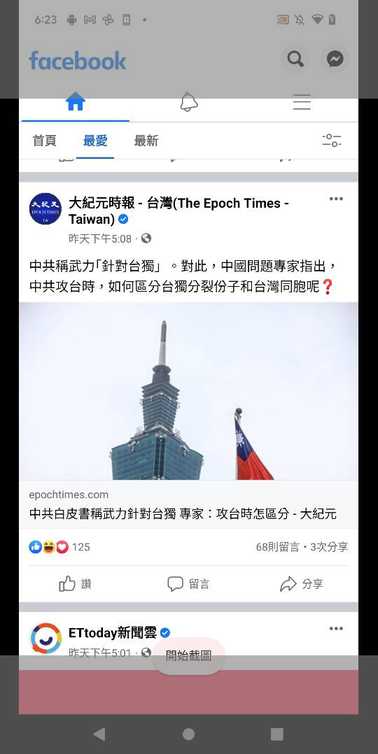 6:23
facebook
首頁 最愛 最新
大紀元時報 - 台灣(The Epoch Times -
Taiwan)
昨天下午5:08 ·
中共稱武力｢針對台獨」。對此，中國問題專家指出，
中共攻台時，如何區分台獨分裂份子和台灣同胞呢❓
epochtimes.com
中共白皮書稱武力針對台獨 專家：攻台時怎區分 - 大紀元
125 68則留言 • 3次分享
讚 留言 分享
ETtoday新聞雲
昨天下午5:01 ·
開始截圖